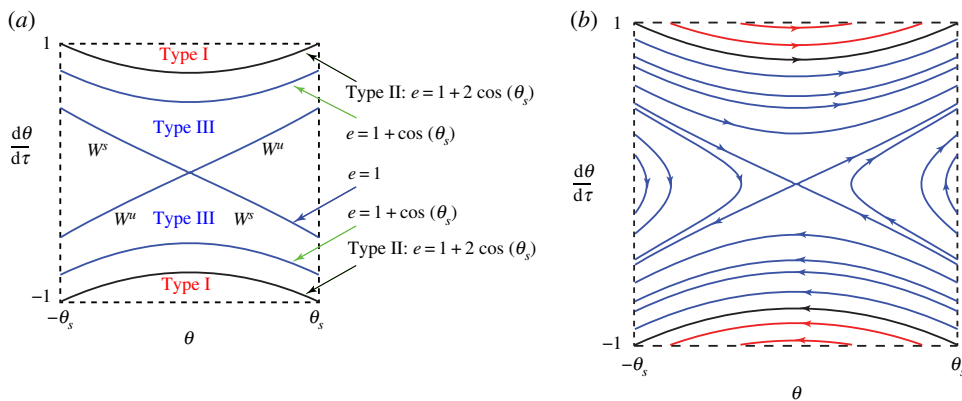 (a)
1
Type I
Type II: e = 1 + 2 cos (θs)
Type III
e = 1 + cos (θs)
dθ
dτ
Ws
Wu
e = 1
Type III
Wu
Ws
e = 1 + cos (θs)
Type II: e = 1 + 2 cos (θs)
Type I
−1
−θs
θs
θ
(b)
1
dθ
dτ
−1
−θs
θs
θ